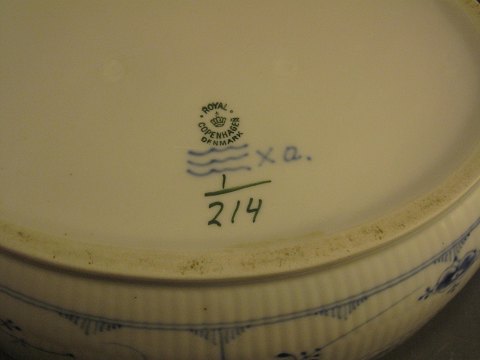 ROYAL
COPENHAGEN
DENMARK
x a.
1
214